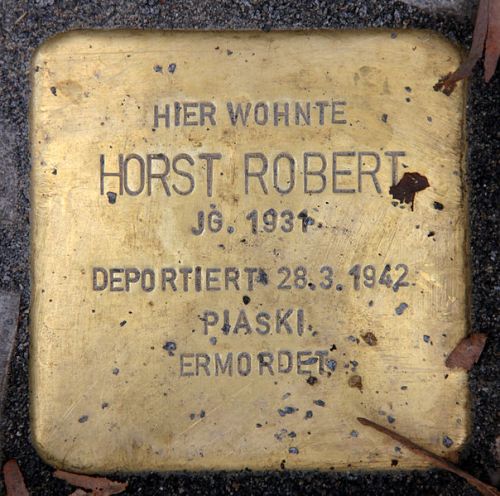 HIER WOHNTE
HORST ROBERT
JG. 1931
DEPORTIERT 28.3.1942
PIASKI
ERMORDET